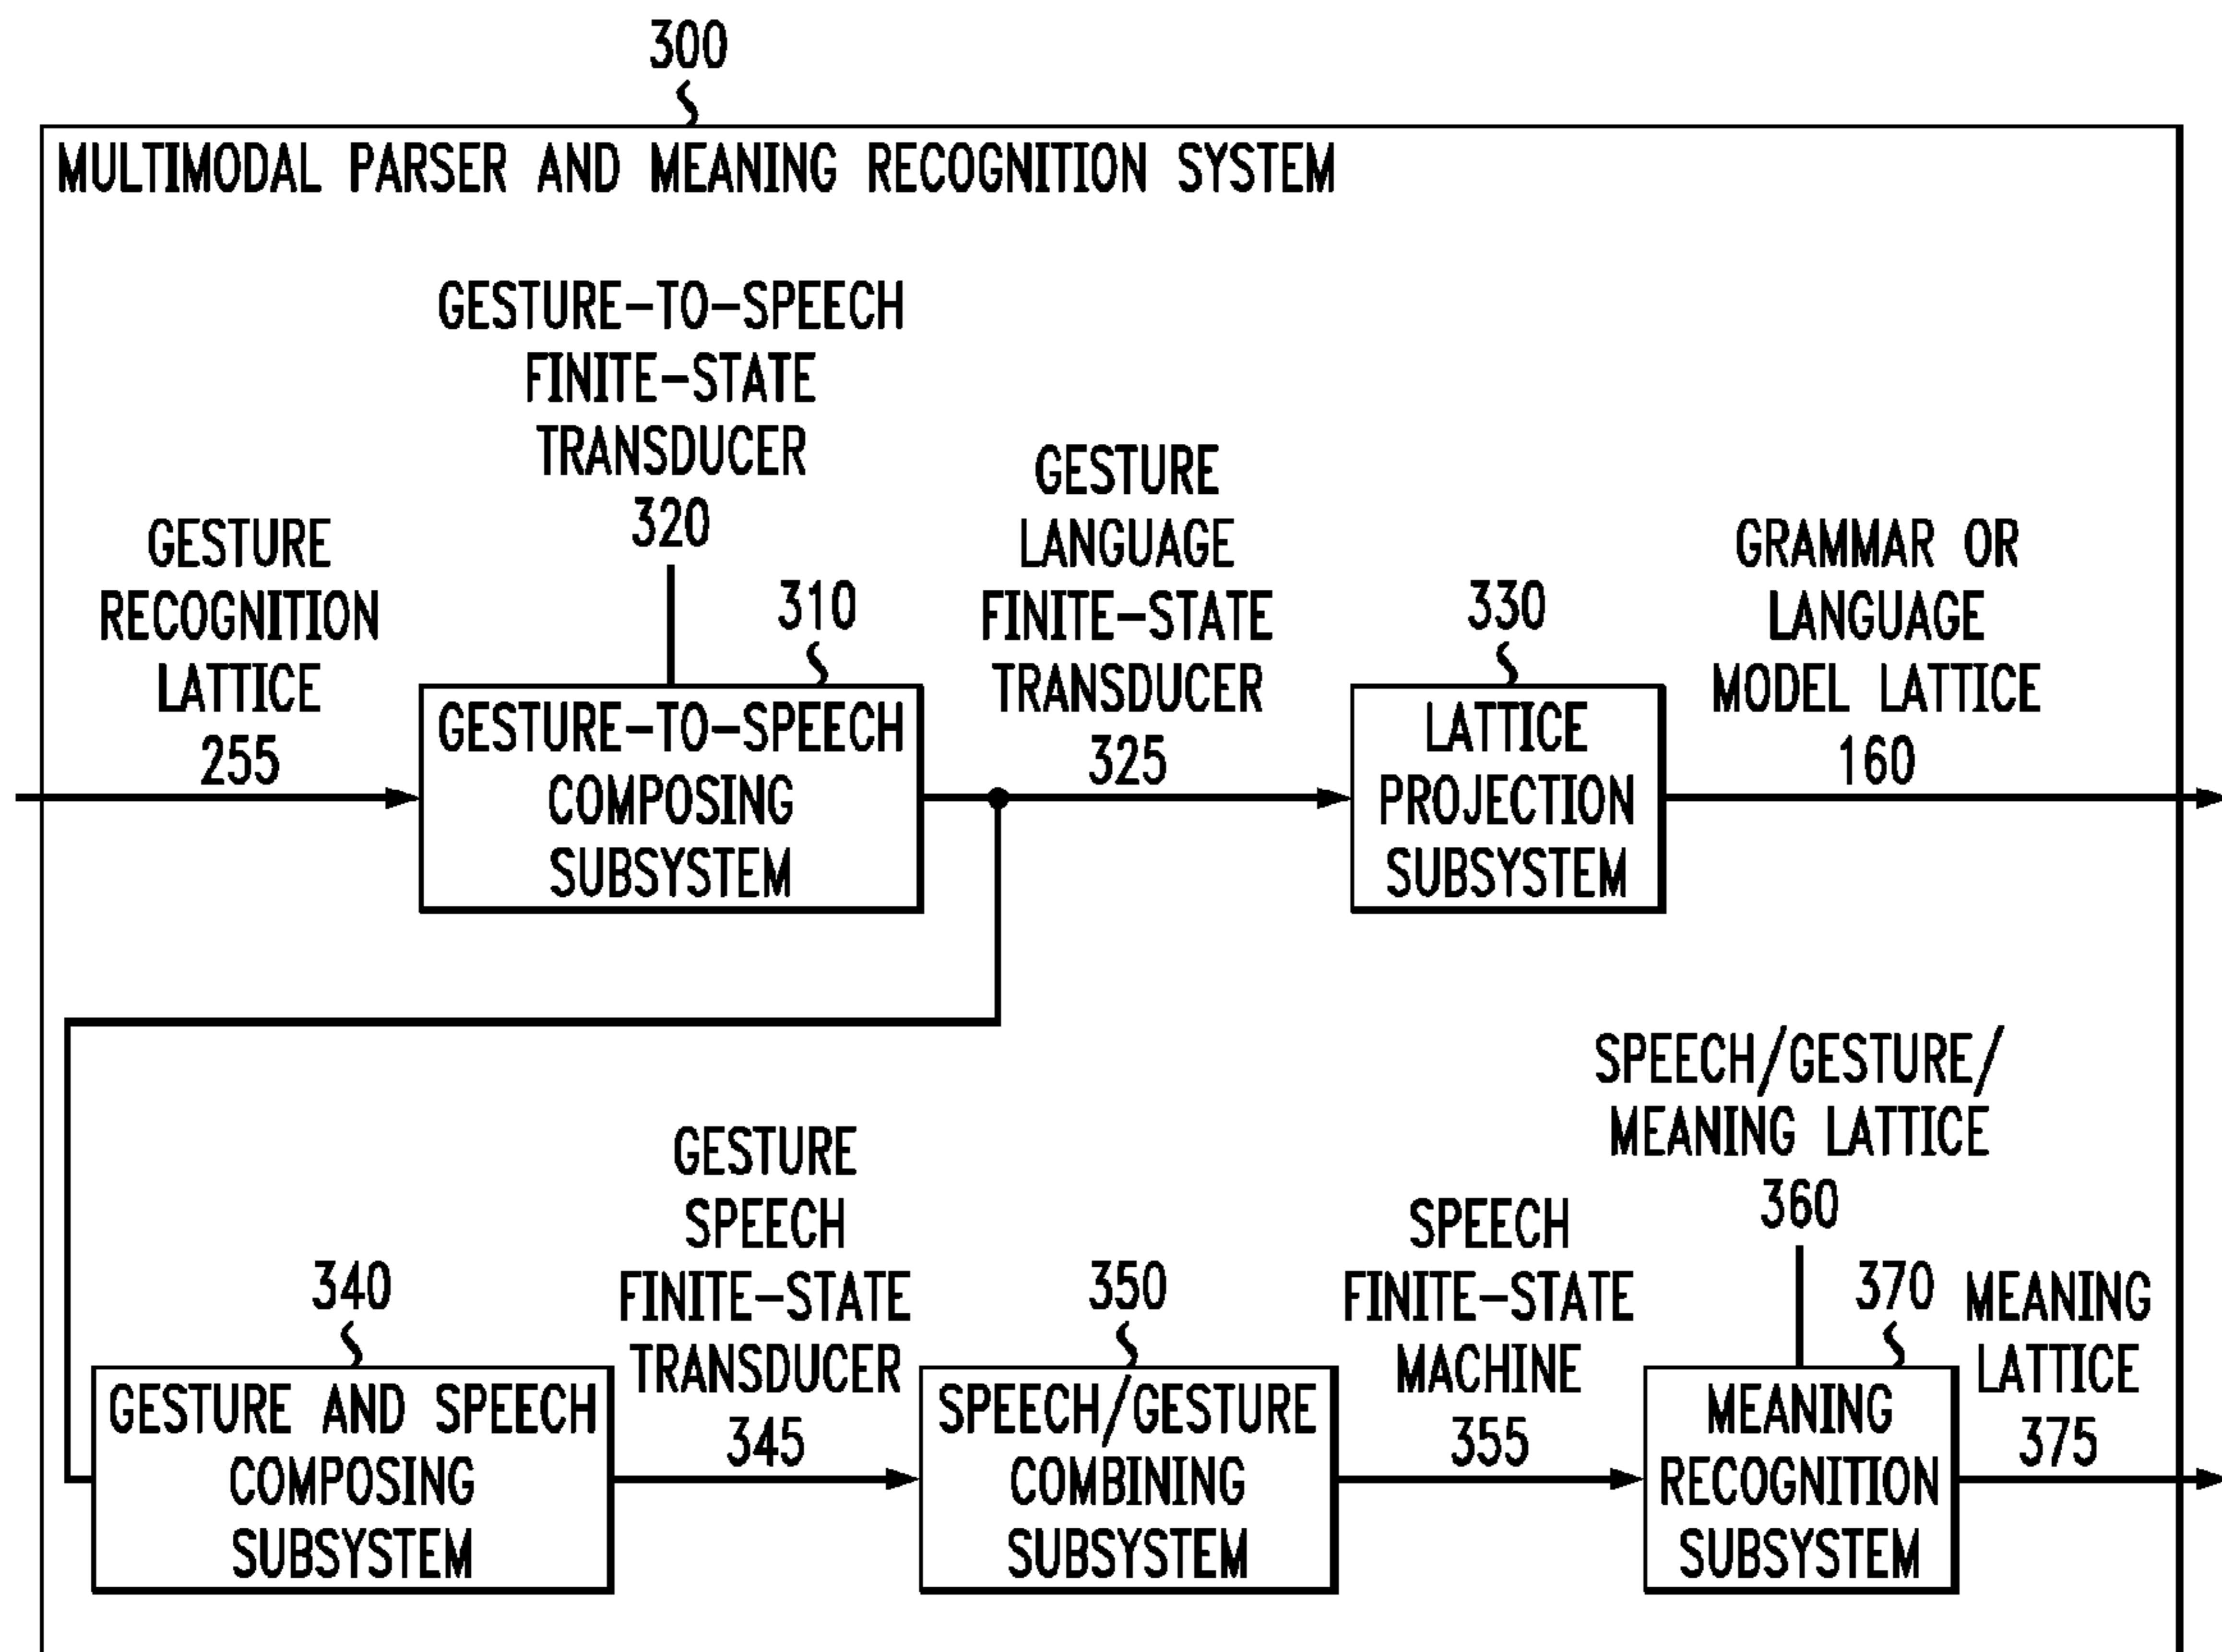 300
MULTIMODAL PARSER AND MEANING RECOGNITION SYSTEM
GESTURE-TO-SPEECH
FINITE-STATE
TRANSDUCER
320
GESTURE
RECOGNITION
LATTICE
255
310
GESTURE-TO-SPEECH
COMPOSING
SUBSYSTEM
GESTURE
LANGUAGE
FINITE-STATE
TRANSDUCER
325
330
LATTICE
PROJECTION
SUBSYSTEM
GRAMMAR OR
LANGUAGE
MODEL LATTICE
160
340
GESTURE AND SPEECH
COMPOSING
SUBSYSTEM
GESTURE
SPEECH
FINITE-STATE
TRANSDUCER
345
350
SPEECH/GESTURE
COMBINING
SUBSYSTEM
SPEECH
FINITE-STATE
MACHINE
355
SPEECH/GESTURE/
MEANING LATTICE
360
370
MEANING
RECOGNITION
SUBSYSTEM
MEANING
LATTICE
375